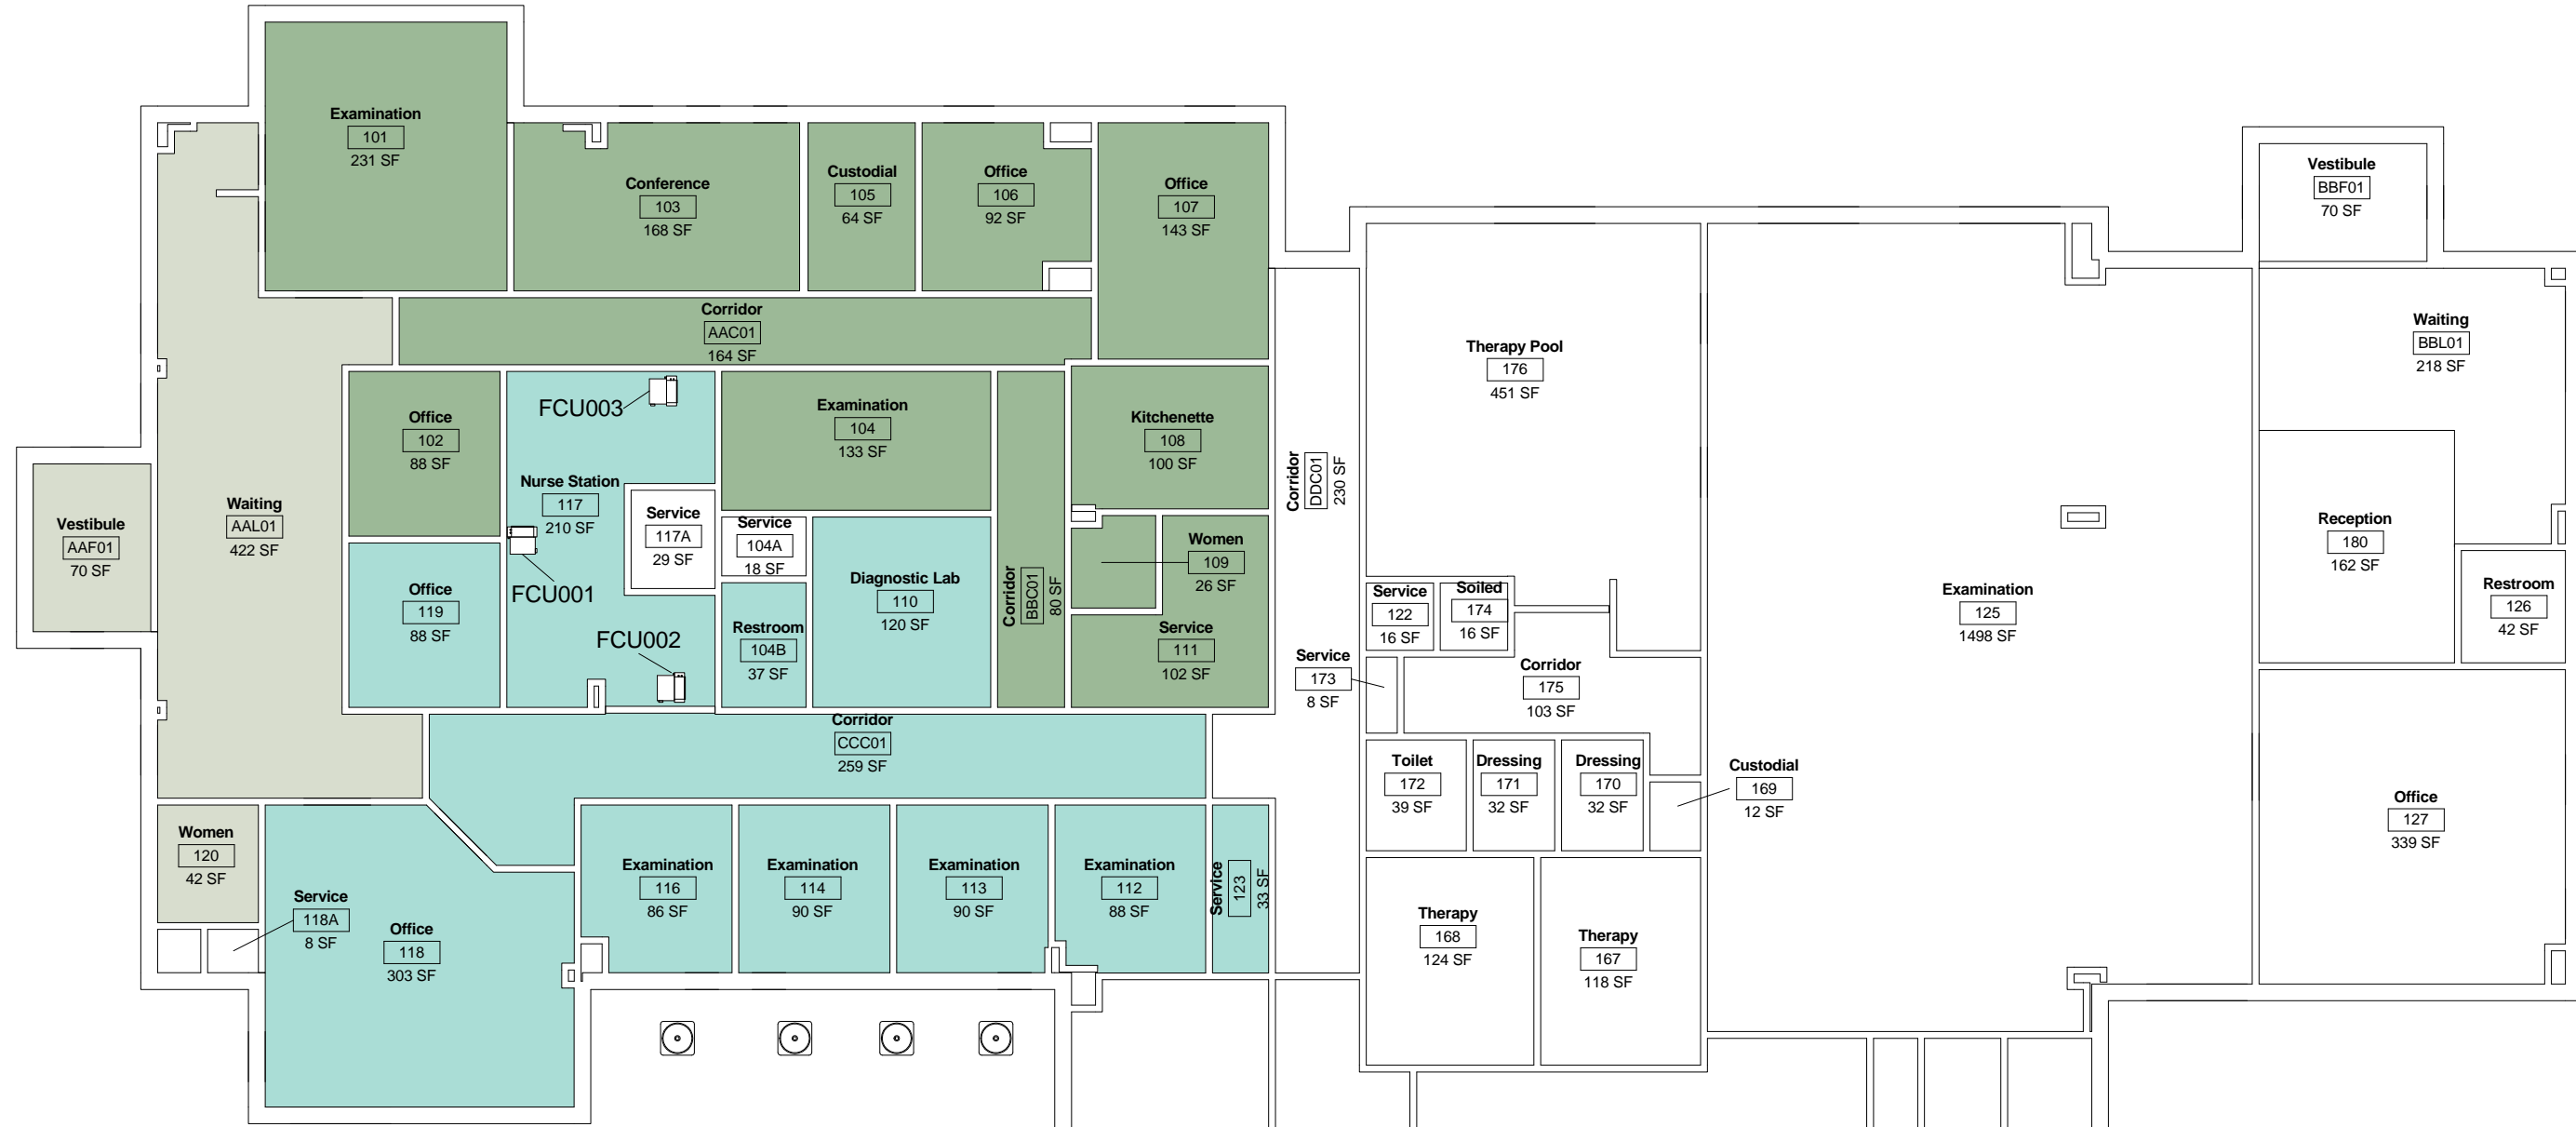 Examination
101
231 SF
Conference
103
168 SF
Custodial
105
64 SF
Office
106
92 SF
Office
107
143 SF
Vestibule
BBF01
70 SF
Corridor
AAC01
164 SF
Waiting
BBL01
218 SF
Therapy Pool
176
451 SF
Office
102
88 SF
FCU003
Examination
104
133 SF
Kitchenette
108
100 SF
Corridor
DDC01
230 SF
Nurse Station
117
210 SF
Waiting
AAL01
422 SF
Vestibule
AAF01
70 SF
Service
117A
29 SF
Service
104A
18 SF
Women
109
26 SF
Reception
180
162 SF
FCU001
Office
119
88 SF
Diagnostic Lab
110
120 SF
Corridor
BBC01
80 SF
Service
122
16 SF
Soiled
174
16 SF
Examination
125
1498 SF
Restroom
126
42 SF
FCU002
Restroom
104B
37 SF
Service
111
102 SF
Service
173
8 SF
Corridor
175
103 SF
Corridor
CCC01
259 SF
Toilet
172
39 SF
Dressing
171
32 SF
Dressing
170
32 SF
Custodial
169
12 SF
Office
127
339 SF
Women
120
42 SF
Service
118A
8 SF
Office
118
303 SF
Examination
116
86 SF
Examination
114
90 SF
Examination
113
90 SF
Examination
112
88 SF
Service
123
33 SF
Therapy
168
124 SF
Therapy
167
118 SF